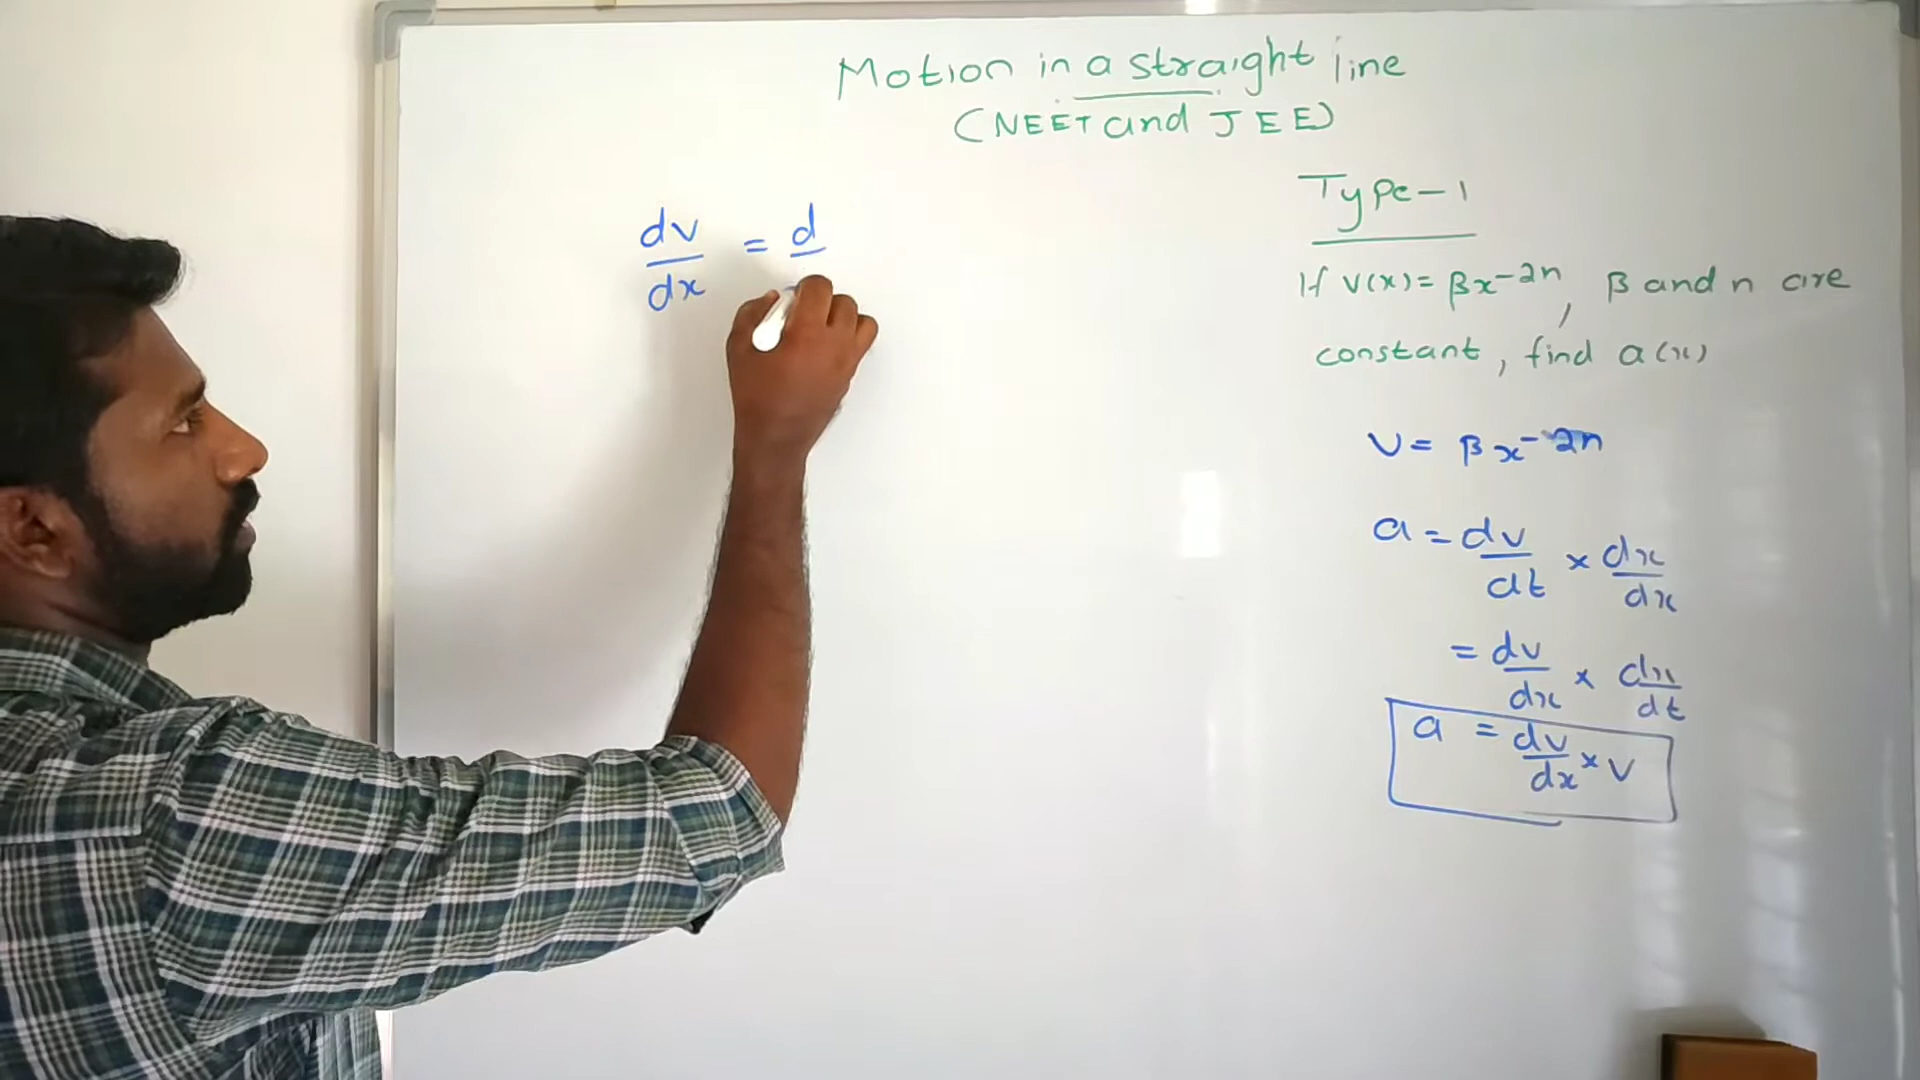 Motion in a straight line
(NEET and JEE)
Type-1
If v(x) = βx^-2n, β and n are
constant, find a(x)
dv/dx = d/
v = βx^-2n
a = dv/dt × dx/dx
= dv/dx × dx/dt
a = dv/dx × v